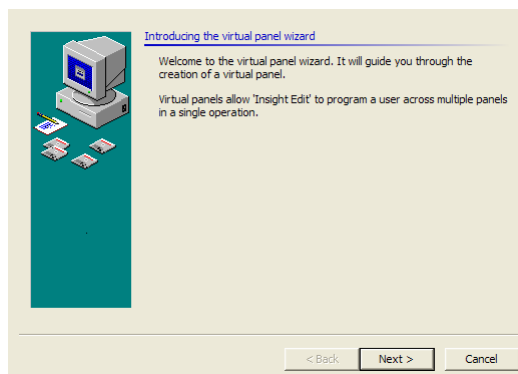 Introducing the virtual panel wizard
Welcome to the virtual panel wizard. It will guide you through the
creation of a virtual panel.
Virtual panels allow 'Insight Edit' to program a user across multiple panels
in a single operation.
< Back
Next >
Cancel